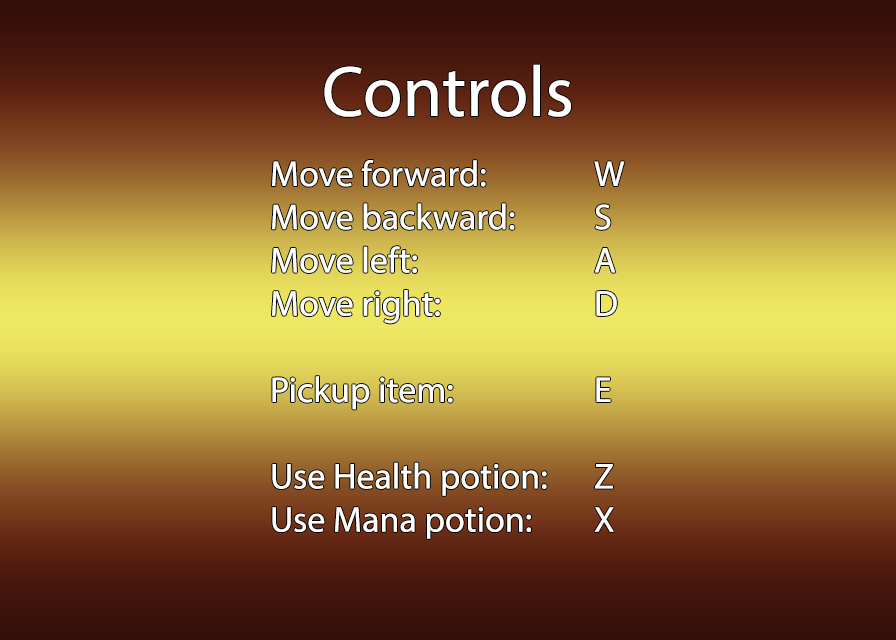 Controls
Move forward: W
Move backward: S
Move left: A
Move right: D
Pickup item: E
Use Health potion: Z
Use Mana potion: X